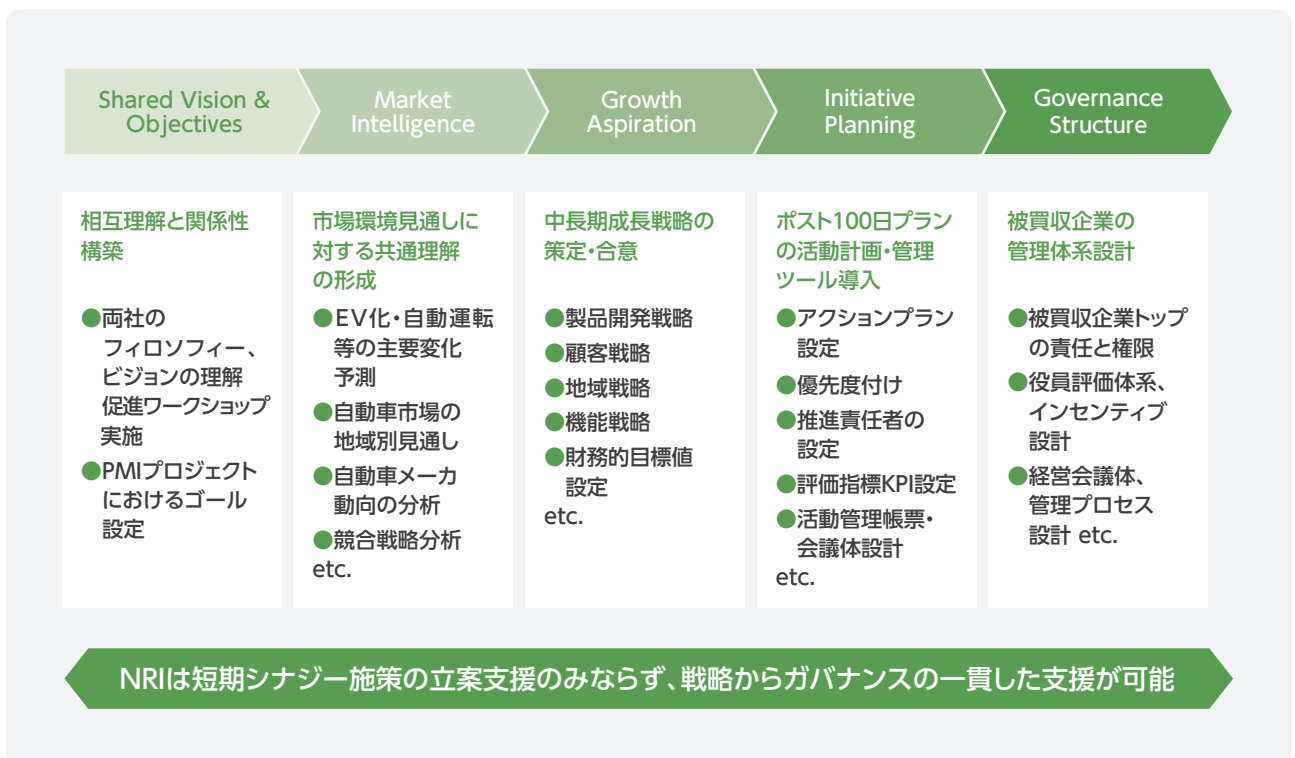 Shared Vision &
Objectives
Market
Intelligence
Growth
Aspiration
Initiative
Planning
Governance
Structure
相互理解と関係性
構築
●両社の
フィロソフィー、
ビジョンの理解
促進ワークショップ
実施
●PMIプロジェクト
におけるゴール
設定
市場環境見通しに
対する共通理解
の形成
●EV化・自動運転
等の主要変化
予測
●自動車市場の
地域別見通し
●自動車メーカ
動向の分析
●競合戦略分析
etc.
中長期成長戦略の
策定・合意
●製品開発戦略
●顧客戦略
●地域戦略
●機能戦略
●財務的目標値
設定
etc.
ポスト100日プラン
の活動計画・管理
ツール導入
●アクションプラン
設定
●優先度付け
●推進責任者の
設定
●評価指標KPI設定
●活動管理帳票・
会議体設計
etc.
被買収企業の
管理体系設計
●被買収企業トップ
の責任と権限
●役員評価体系、
インセンティブ
設計
●経営会議体、
管理プロセス
設計 etc.
NRIは短期シナジー施策の立案支援のみならず、戦略からガバナンスの一貫した支援が可能